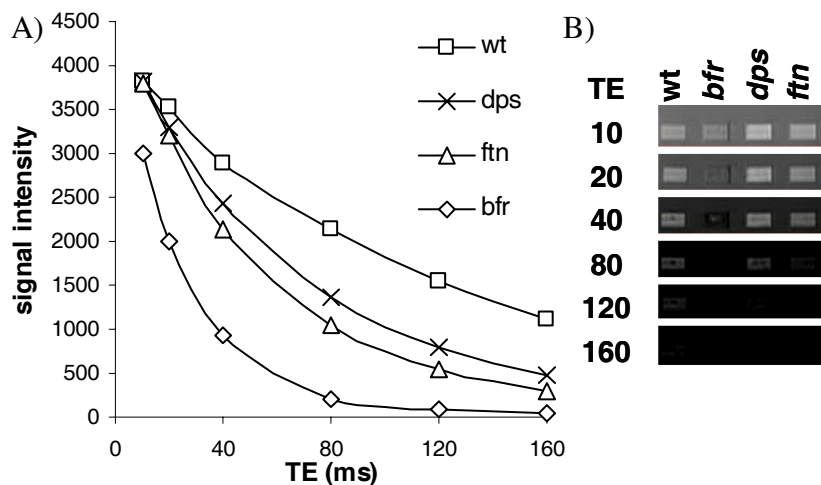 A)
4500
4000
3500
3000
2500
2000
1500
1000
500
0
signal intensity
0 40 80 120 160
TE (ms)
wt
dps
ftn
bfr
B)
TE wt bfr dps ftn
10
20
40
80
120
160